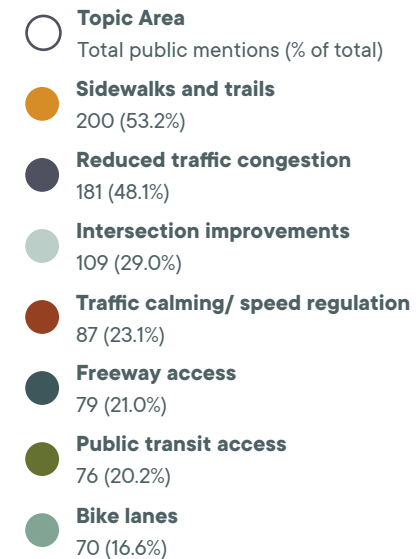 Topic Area
Total public mentions (% of total)
Sidewalks and trails
200 (53.2%)
Reduced traffic congestion
181 (48.1%)
Intersection improvements
109 (29.0%)
Traffic calming/ speed regulation
87 (23.1%)
Freeway access
79 (21.0%)
Public transit access
76 (20.2%)
Bike lanes
70 (16.6%)